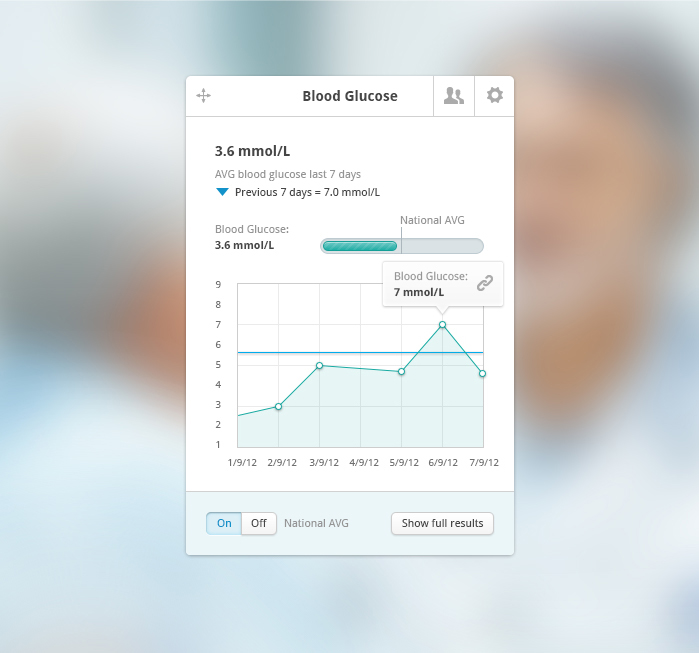 Blood Glucose
3.6 mmol/L
AVG blood glucose last 7 days
Previous 7 days = 7.0 mmol/L
National AVG
Blood Glucose:
3.6 mmol/L
Blood Glucose:
7 mmol/L
9
8
7
6
5
4
3
2
1
1/9/12 2/9/12 3/9/12 4/9/12 5/9/12 6/9/12 7/9/12
On Off National AVG Show full results